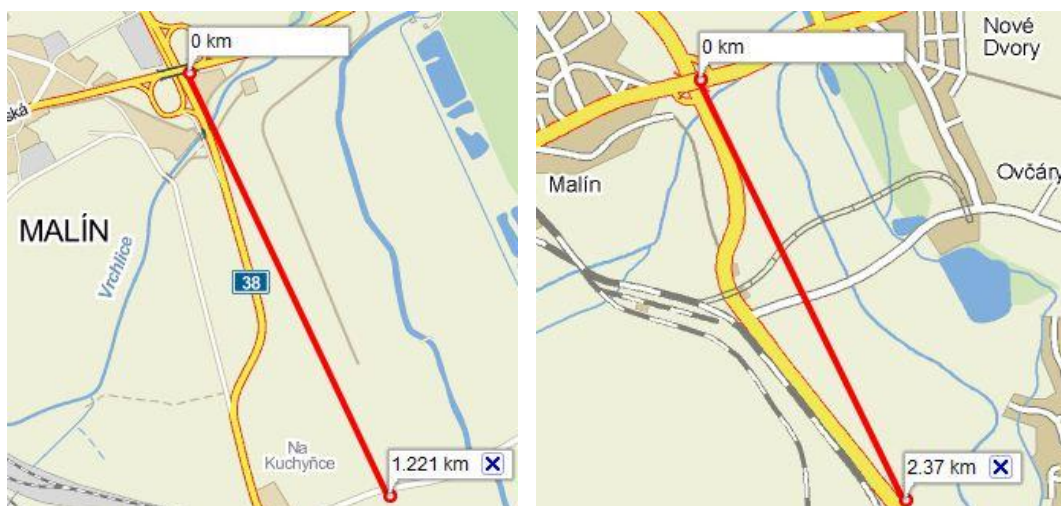 0 km
ská
MALÍN
Vrchlice
38
Na
Kuchyňce
1.221 km
0 km
Nové
Dvory
Malín
Ovčáry
2.37 km